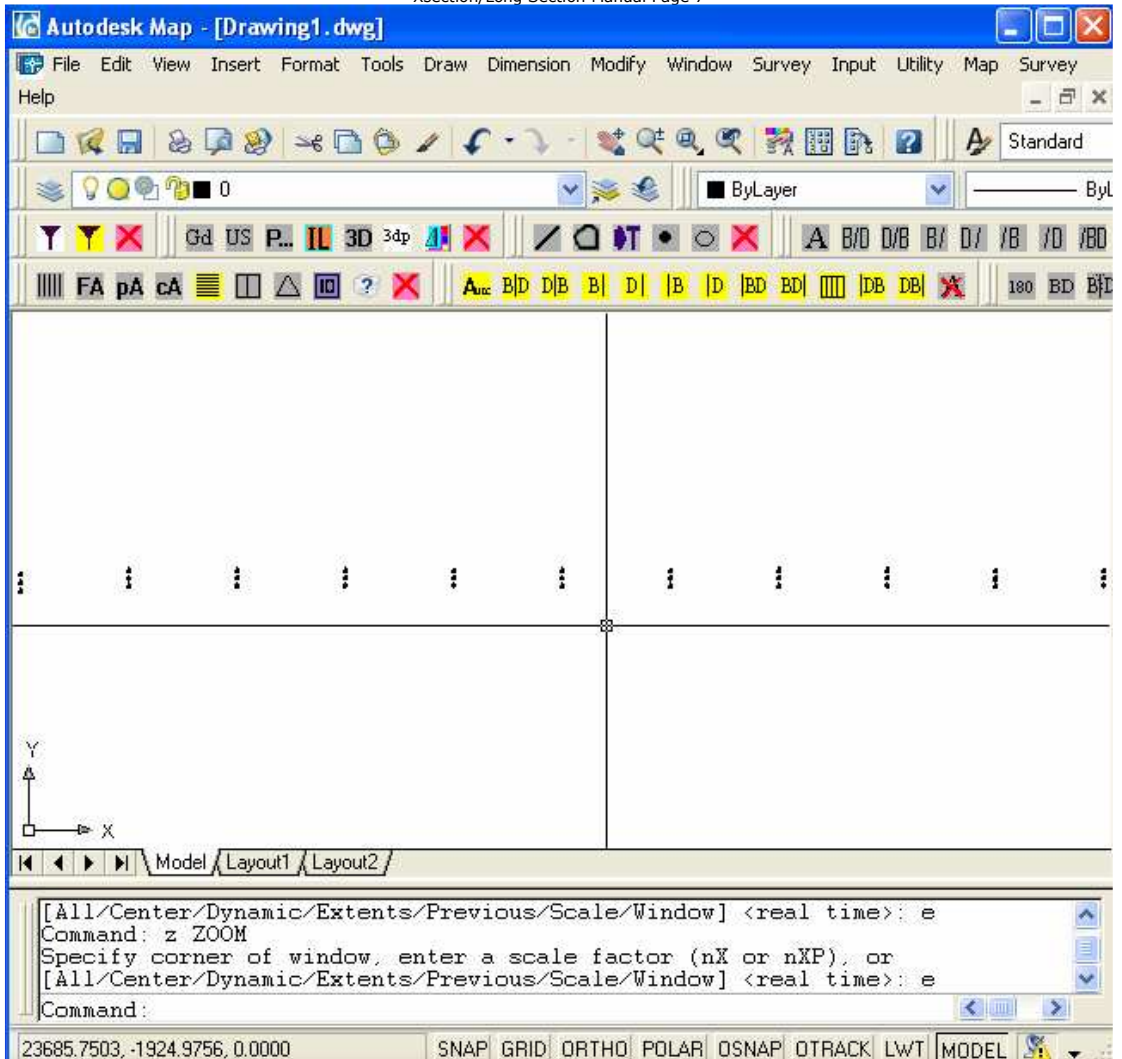 Xsection/Long Section Manual Page 7
Autodesk Map - [Drawing1.dwg]
File Edit View Insert Format Tools Draw Dimension Modify Window Survey Input Utility Map Survey
Help
Standard
0 ByLayer ByL
Gd US P... IL 3D 3dp T A B/D D/B B/ D/ /B /D /BD
FA pA cA ID ? B|D D|B B| D| |B |D |BD BD| |DB DB| 180 BD
Y
X
Model Layout1 Layout2
[All/Center/Dynamic/Extents/Previous/Scale/Window] <real time>: e
Command: z ZOOM
Specify corner of window, enter a scale factor (nX or nXP), or
[All/Center/Dynamic/Extents/Previous/Scale/Window] <real time>: e
Command:
23685.7503, -1924.9756, 0.0000 SNAP GRID ORTHO POLAR OSNAP OTRACK LWT MODEL